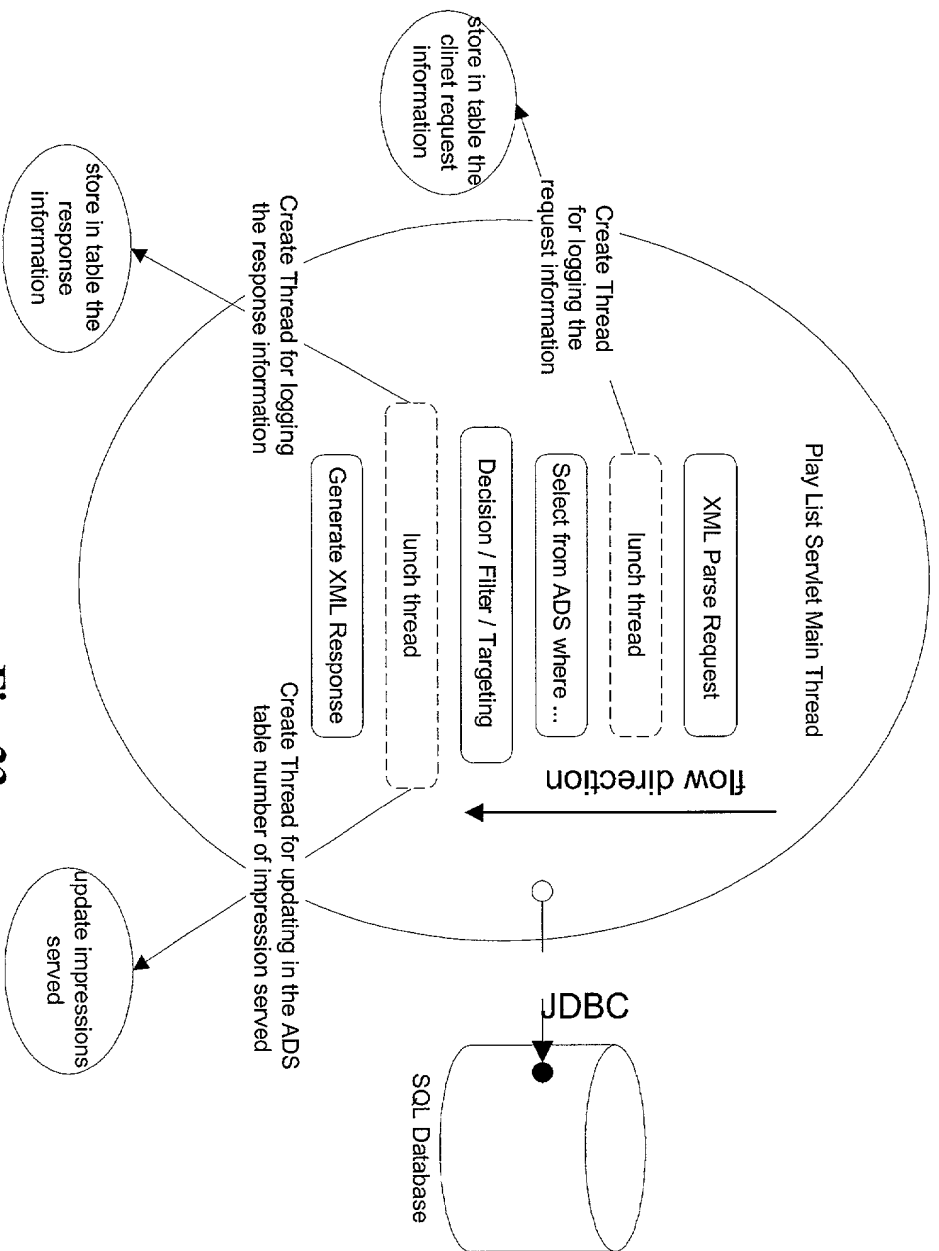 Play List Servlet Main Thread
XML Parse Request
lunch thread
Select from ADS where ...
Decision / Filter / Targeting
lunch thread
Generate XML Response
flow direction
Create Thread
for logging the
request information
store in table the
clinet request
information
Create Thread for logging
the response information
store in table the
response
information
Create Thread for updating in the ADS
table number of impression served
update impressions
served
JDBC
SQL Database